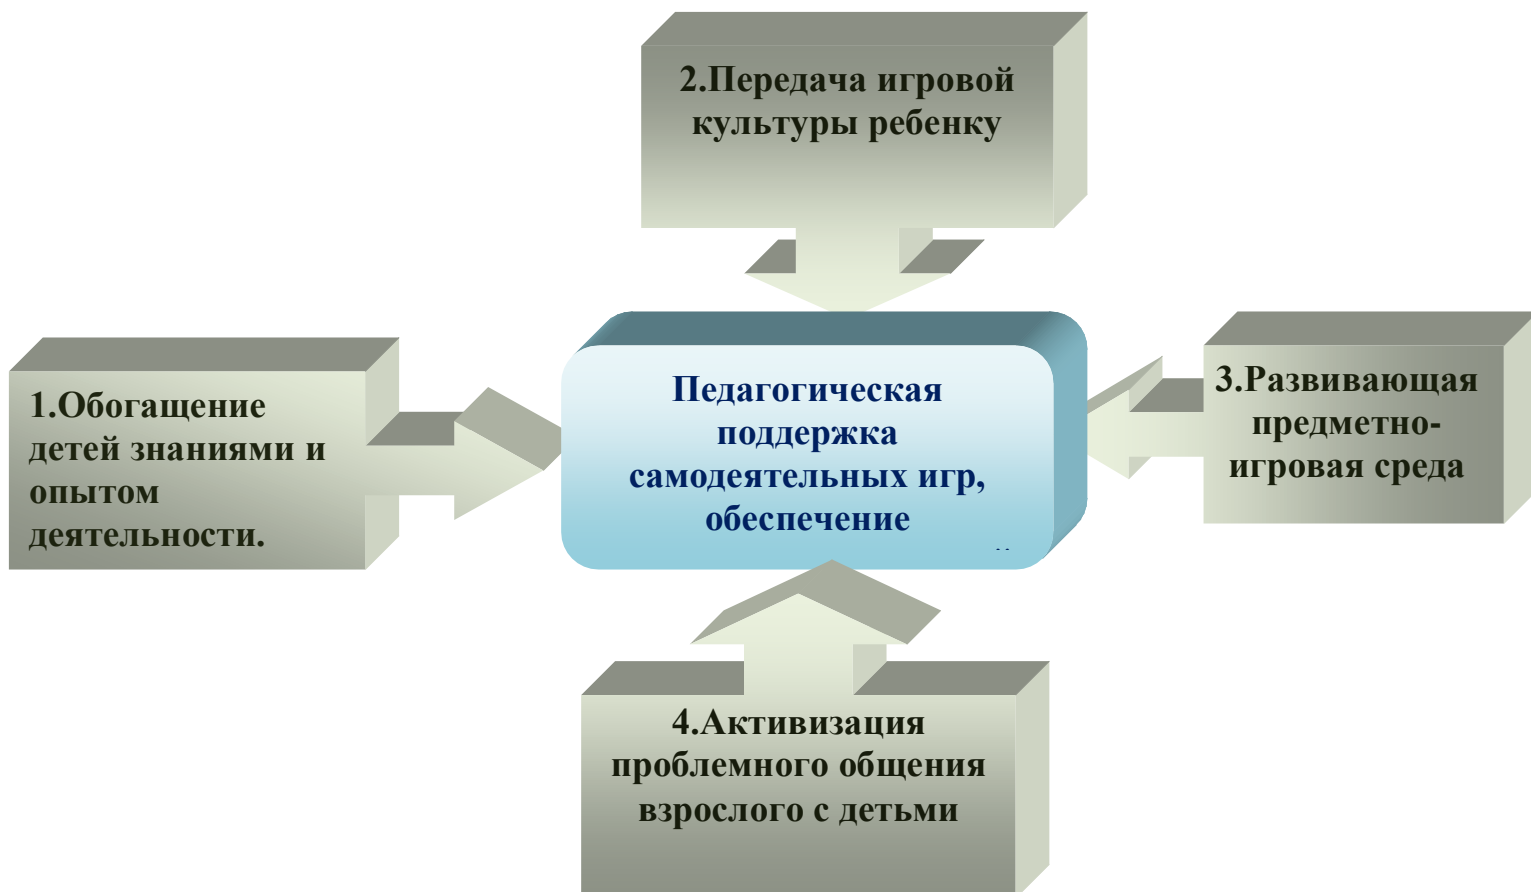 2.Передача игровой
культуры ребенку
1.Обогащение
детей знаниями и
опытом
деятельности.
Педагогическая
поддержка
самодеятельных игр,
обеспечение
3.Развивающая
предметно-
игровая среда
4.Активизация
проблемного общения
взрослого с детьми